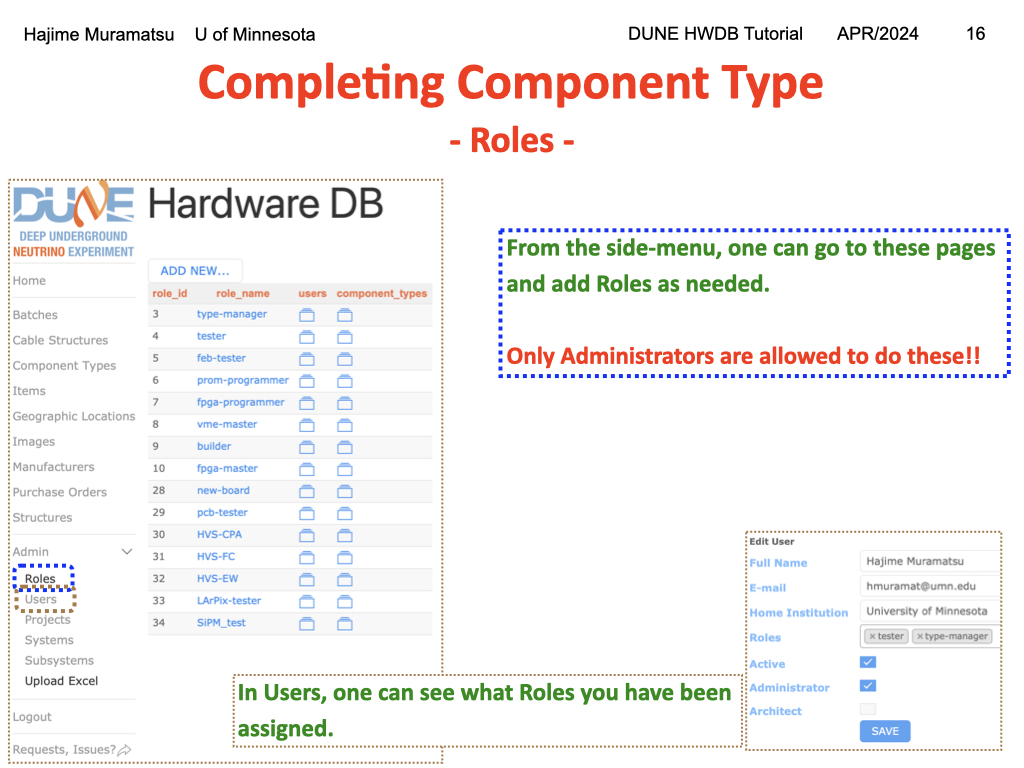 Hajime Muramatsu U of Minnesota DUNE HWDB Tutorial APR/2024 16
Completing Component Type
- Roles -
DUNE
DEEP UNDERGROUND
NEUTRINO EXPERIMENT
Hardware DB
Home
Batches
Cable Structures
Component Types
Items
Geographic Locations
Images
Manufacturers
Purchase Orders
Structures
Admin
Roles
Users
Projects
Systems
Subsystems
Upload Excel
Logout
Requests, Issues?
ADD NEW...
role_id role_name users component_types
3 type-manager
4 tester
5 feb-tester
6 prom-programmer
7 fpga-programmer
8 vme-master
9 builder
10 fpga-master
28 new-board
29 pcb-tester
30 HVS-CPA
31 HVS-FC
32 HVS-EW
33 LArPix-tester
34 SiPM_test
From the side-menu, one can go to these pages
and add Roles as needed.
Only Administrators are allowed to do these!!
In Users, one can see what Roles you have been
assigned.
Edit User
Full Name Hajime Muramatsu
E-mail hmuramat@umn.edu
Home Institution University of Minnesota
Roles × tester × type-manager
Active
Administrator
Architect
SAVE